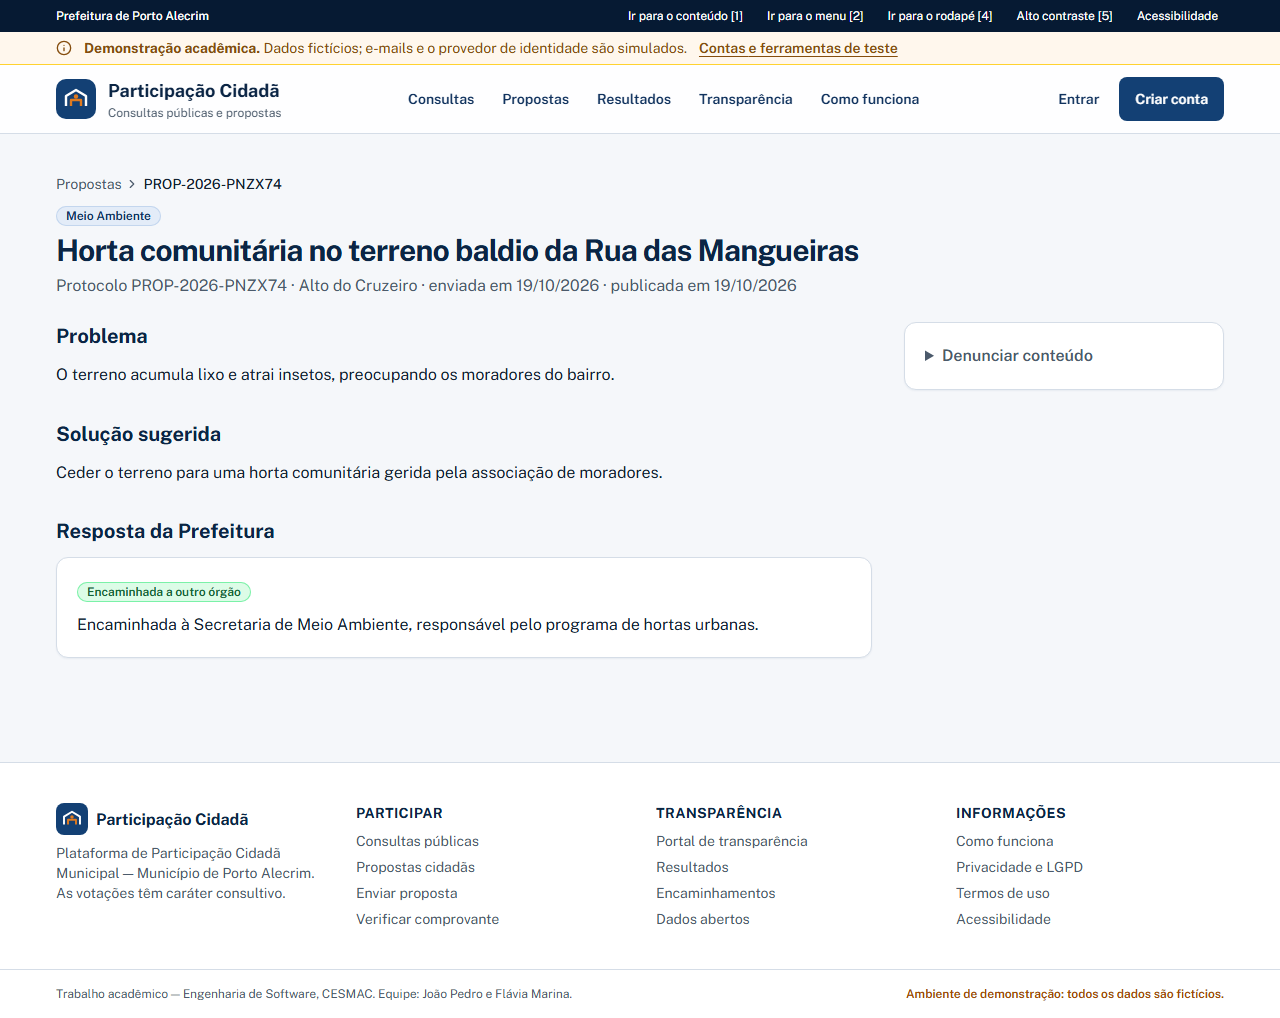 Prefeitura de Porto Alecrim
Ir para o conteúdo [1]
Ir para o menu [2]
Ir para o rodapé [4]
Alto contraste [5]
Acessibilidade
Demonstração acadêmica. Dados fictícios; e-mails e o provedor de identidade são simulados. Contas e ferramentas de teste
Participação Cidadã
Consultas públicas e propostas
Consultas
Propostas
Resultados
Transparência
Como funciona
Entrar
Criar conta
Propostas > PROP-2026-PNZX74
Meio Ambiente
Horta comunitária no terreno baldio da Rua das Mangueiras
Protocolo PROP-2026-PNZX74 · Alto do Cruzeiro · enviada em 19/10/2026 · publicada em 19/10/2026
Problema
O terreno acumula lixo e atrai insetos, preocupando os moradores do bairro.
Solução sugerida
Ceder o terreno para uma horta comunitária gerida pela associação de moradores.
Resposta da Prefeitura
Encaminhada a outro órgão
Encaminhada à Secretaria de Meio Ambiente, responsável pelo programa de hortas urbanas.
Denunciar conteúdo
Participação Cidadã
Plataforma de Participação Cidadã
Municipal — Município de Porto Alecrim.
As votações têm caráter consultivo.
PARTICIPAR
Consultas públicas
Propostas cidadãs
Enviar proposta
Verificar comprovante
TRANSPARÊNCIA
Portal de transparência
Resultados
Encaminhamentos
Dados abertos
INFORMAÇÕES
Como funciona
Privacidade e LGPD
Termos de uso
Acessibilidade
Trabalho acadêmico — Engenharia de Software, CESMAC. Equipe: João Pedro e Flávia Marina.
Ambiente de demonstração: todos os dados são fictícios.